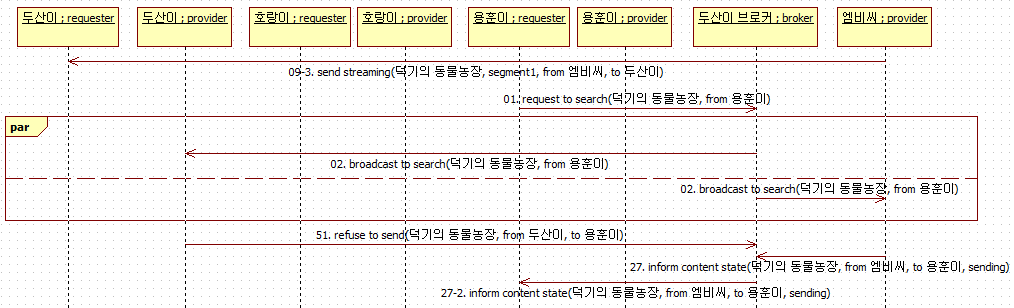 두산이 ; requester
두산이 ; provider
호랑이 ; requester
호랑이 ; provider
용훈이 ; requester
용훈이 ; provider
두산이 브로커 ; broker
엠비씨 ; provider
09-3. send streaming(덕기의 동물농장, segment1, from 엠비씨, to 두산이)
01. request to search(덕기의 동물농장, from 용훈이)
par
02. broadcast to search(덕기의 동물농장, from 용훈이)
02. broadcast to search(덕기의 동물농장, from 용훈이)
51. refuse to send(덕기의 동물농장, from 두산이, to 용훈이)
27. inform content state(덕기의 동물농장, from 엠비씨, to 용훈이, sending)
27-2. inform content state(덕기의 동물농장, from 엠비씨, to 용훈이, sending)